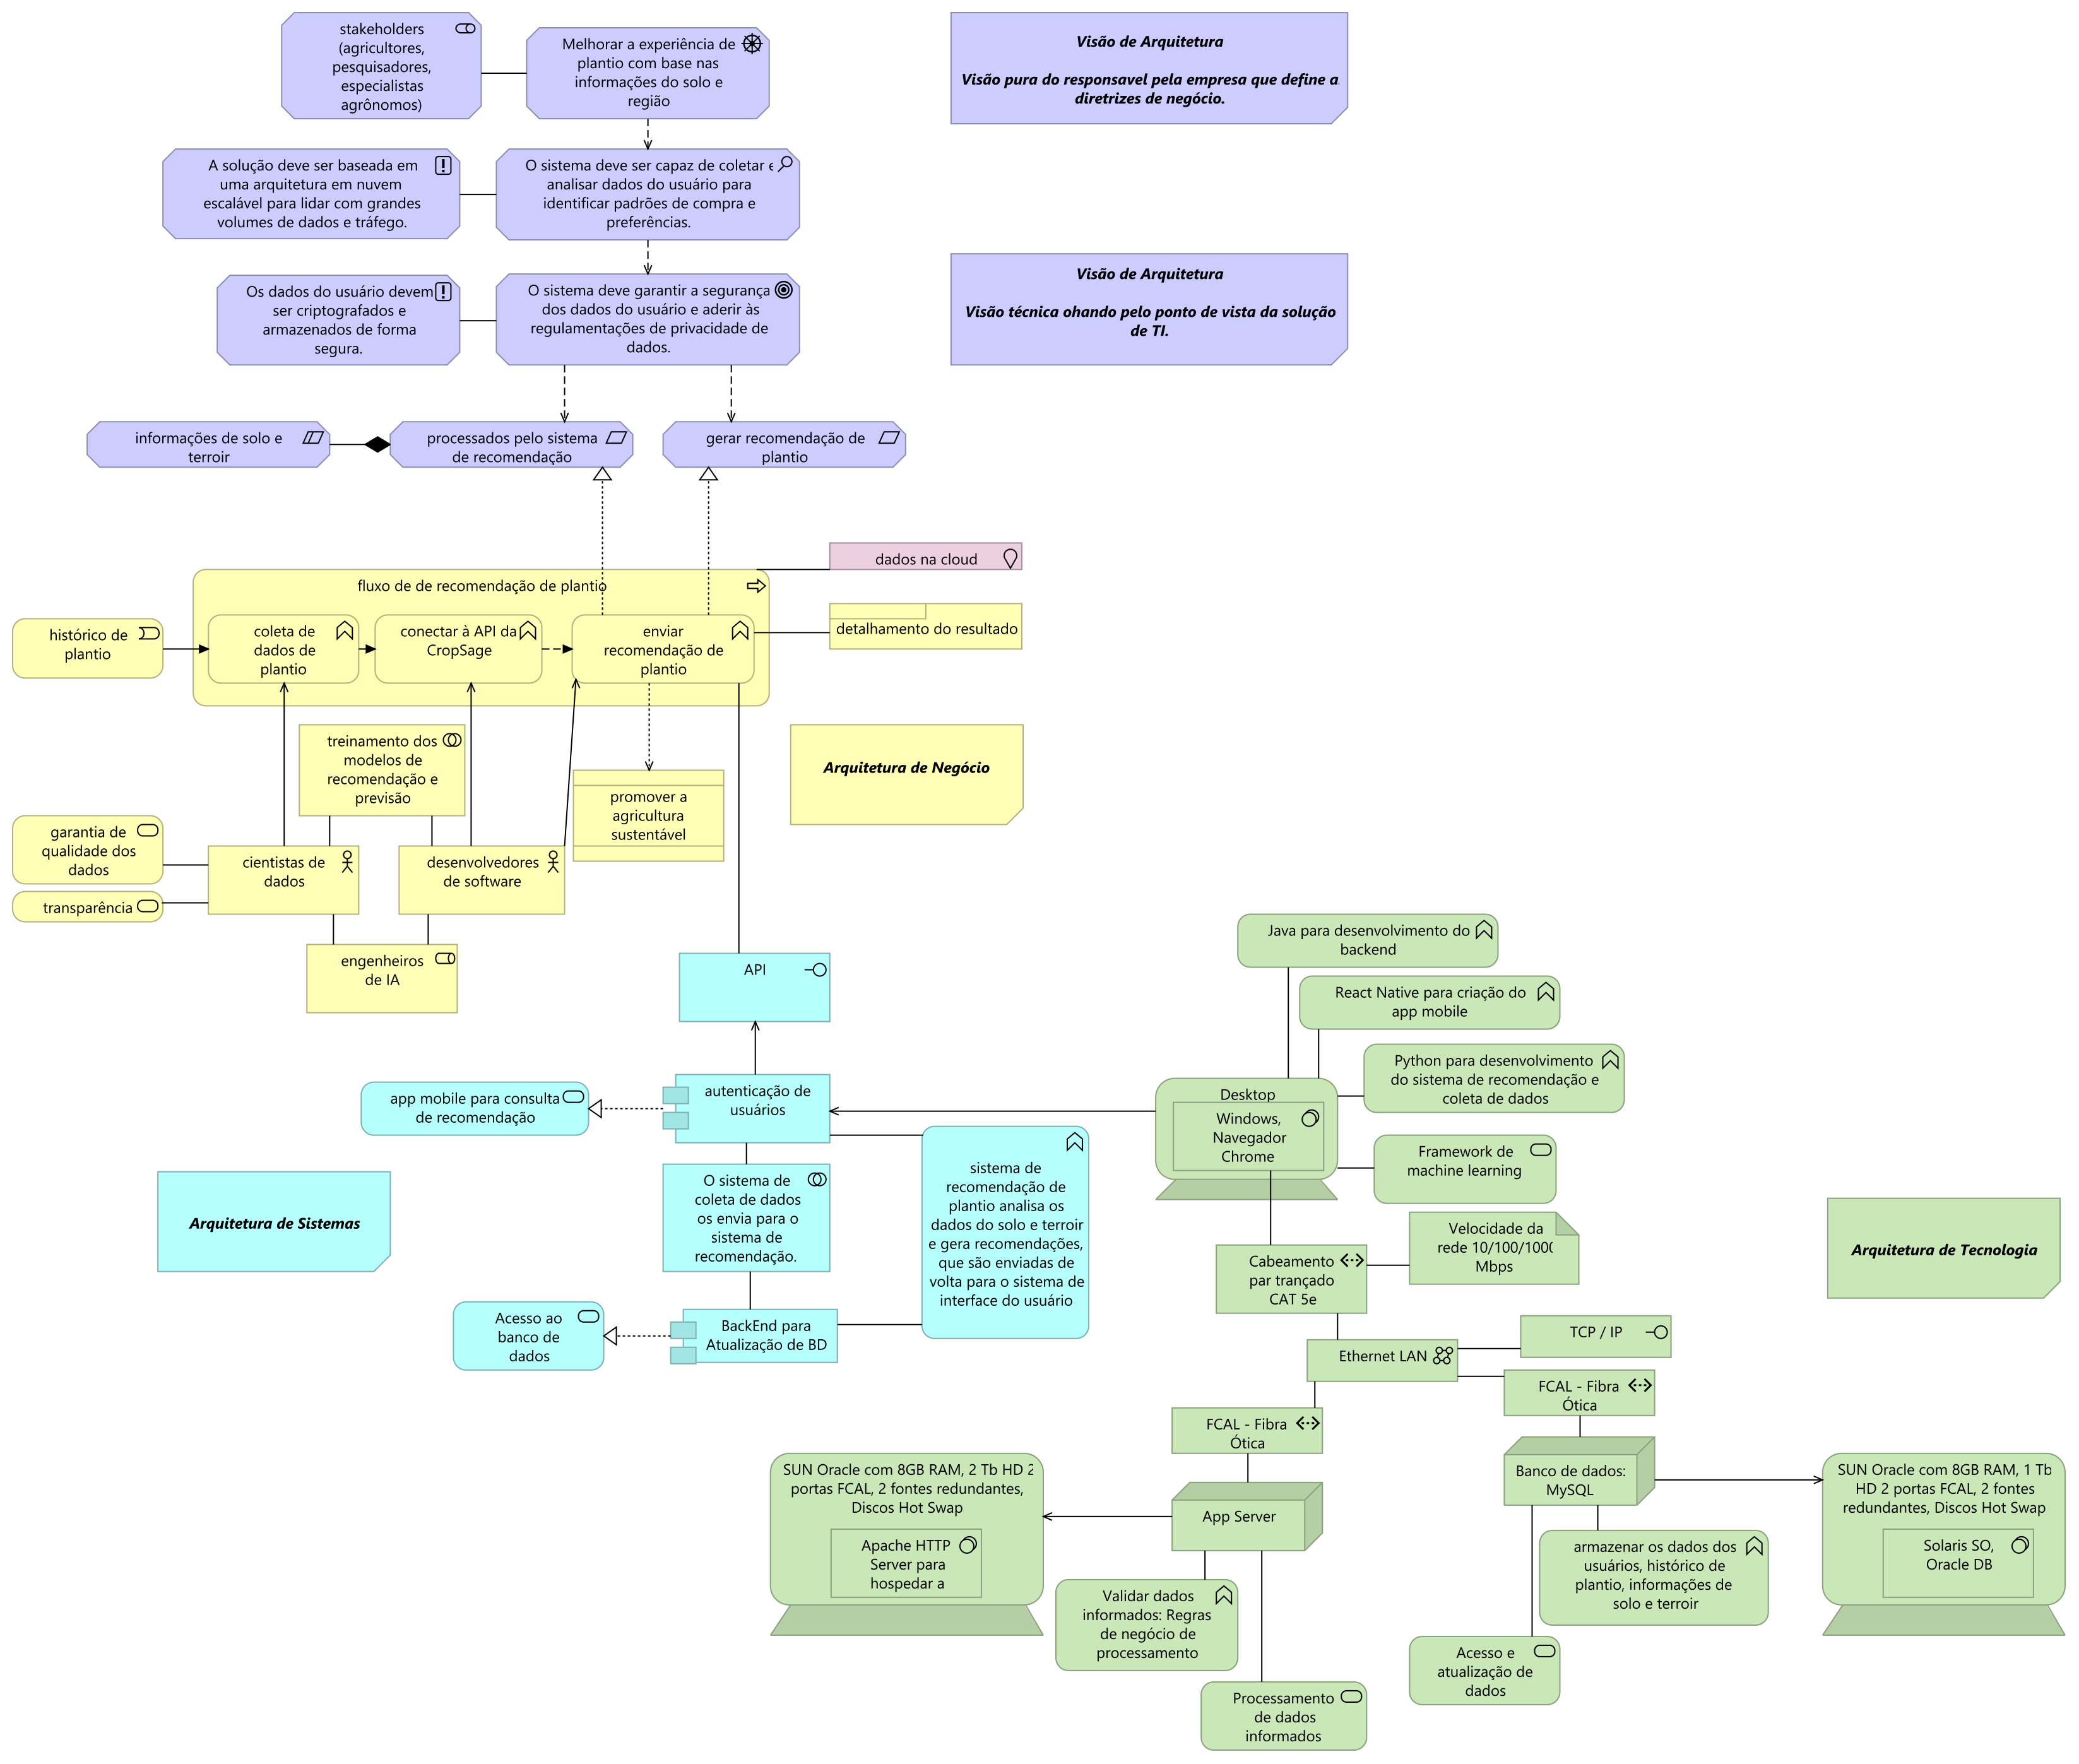 stakeholders
(agricultores,
pesquisadores,
especialistas
agrônomos)
Melhorar a experiência de
plantio com base nas
informações do solo e
região
Visão de Arquitetura
Visão pura do responsavel pela empresa que define a
diretrizes de negócio.
A solução deve ser baseada em
uma arquitetura em nuvem
escalável para lidar com grandes
volumes de dados e tráfego.
O sistema deve ser capaz de coletar e
analisar dados do usuário para
identificar padrões de compra e
preferências.
Os dados do usuário devem
ser criptografados e
armazenados de forma
segura.
O sistema deve garantir a segurança
dos dados do usuário e aderir às
regulamentações de privacidade de
dados.
Visão de Arquitetura
Visão técnica ohando pelo ponto de vista da solução
de TI.
informações de solo e
terroir
processados pelo sistema
de recomendação
gerar recomendação de
plantio
dados na cloud
fluxo de de recomendação de plantio
detalhamento do resultado
histórico de
plantio
coleta de
dados de
plantio
conectar à API da
CropSage
enviar
recomendação de
plantio
treinamento dos
modelos de
recomendação e
previsão
promover a
agricultura
sustentável
Arquitetura de Negócio
garantia de
qualidade dos
dados
transparência
cientistas de
dados
desenvolvedores
de software
engenheiros
de IA
API
Java para desenvolvimento do
backend
React Native para criação do
app mobile
Python para desenvolvimento
do sistema de recomendação e
coleta de dados
app mobile para consulta
de recomendação
autenticação de
usuários
Desktop
Windows,
Navegador
Chrome
Framework de
machine learning
Arquitetura de Sistemas
O sistema de
coleta de dados
os envia para o
sistema de
recomendação.
sistema de
recomendação de
plantio analisa os
dados do solo e terroir
e gera recomendações,
que são enviadas de
volta para o sistema de
interface do usuário
Velocidade da
rede 10/100/1000
Mbps
Cabeamento
par trançado
CAT 5e
Arquitetura de Tecnologia
Acesso ao
banco de
dados
BackEnd para
Atualização de BD
Ethernet LAN
TCP / IP
FCAL - Fibra
Ótica
FCAL - Fibra
Ótica
SUN Oracle com 8GB RAM, 2 Tb HD 2
portas FCAL, 2 fontes redundantes,
Discos Hot Swap
Apache HTTP
Server para
hospedar a
App Server
Banco de dados:
MySQL
SUN Oracle com 8GB RAM, 1 Tb
HD 2 portas FCAL, 2 fontes
redundantes, Discos Hot Swap
Solaris SO,
Oracle DB
Validar dados
informados: Regras
de negócio de
processamento
armazenar os dados dos
usuários, histórico de
plantio, informações de
solo e terroir
Acesso e
atualização de
dados
Processamento
de dados
informados